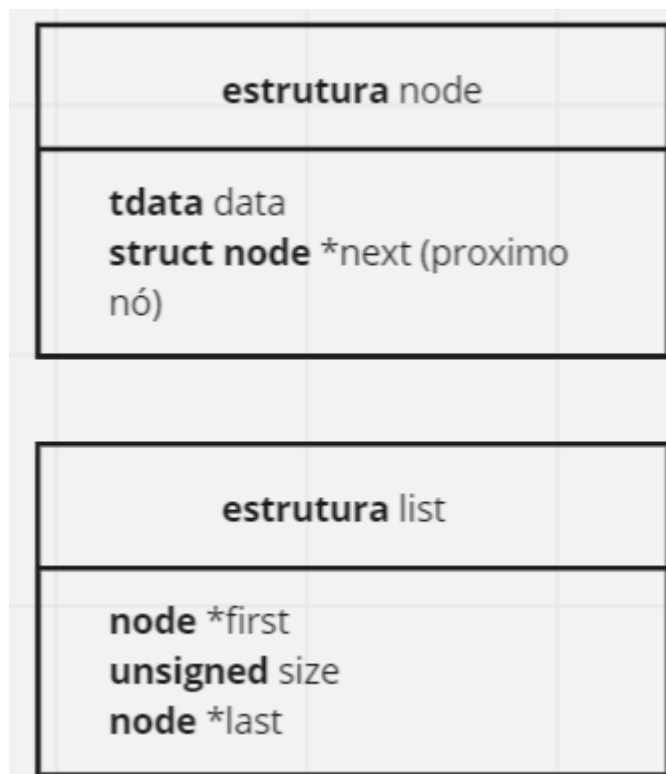 estrutura node
tdata data
struct node *next (proximo
nó)
estrutura list
node *first
unsigned size
node *last